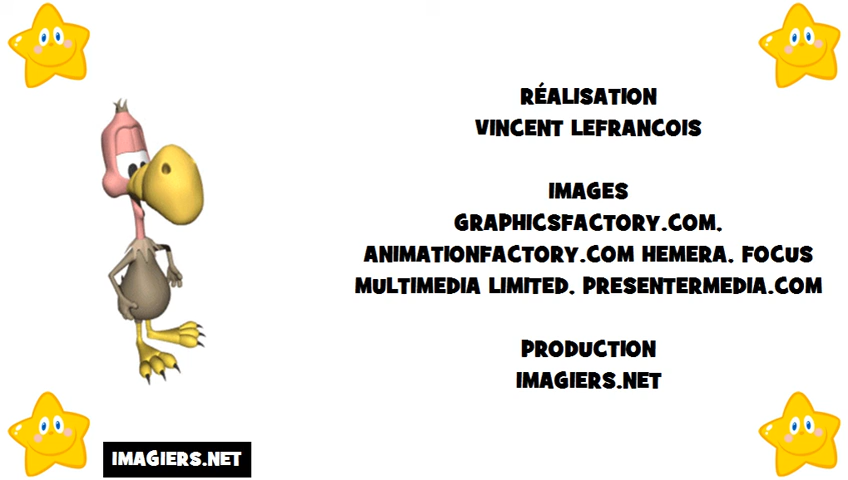 RÉALISATION
VINCENT LEFRANCOIS
IMAGES
GRAPHICSFACTORY.COM,
ANIMATIONFACTORY.COM HEMERA, FOCUS
MULTIMEDIA LIMITED, PRESENTERMEDIA.COM
PRODUCTION
IMAGIERS.NET
IMAGIERS.NET